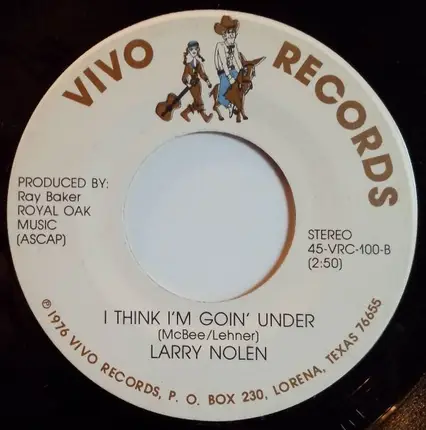 VIVO RECORDS
PRODUCED BY:
Ray Baker
ROYAL OAK
MUSIC
(ASCAP)
STEREO
45-VRC-100-B
(2:50)
I THINK I'M GOIN' UNDER
(McBee/Lehner)
LARRY NOLEN
℗ 1976 VIVO RECORDS, P. O. BOX 230, LORENA, TEXAS 76655